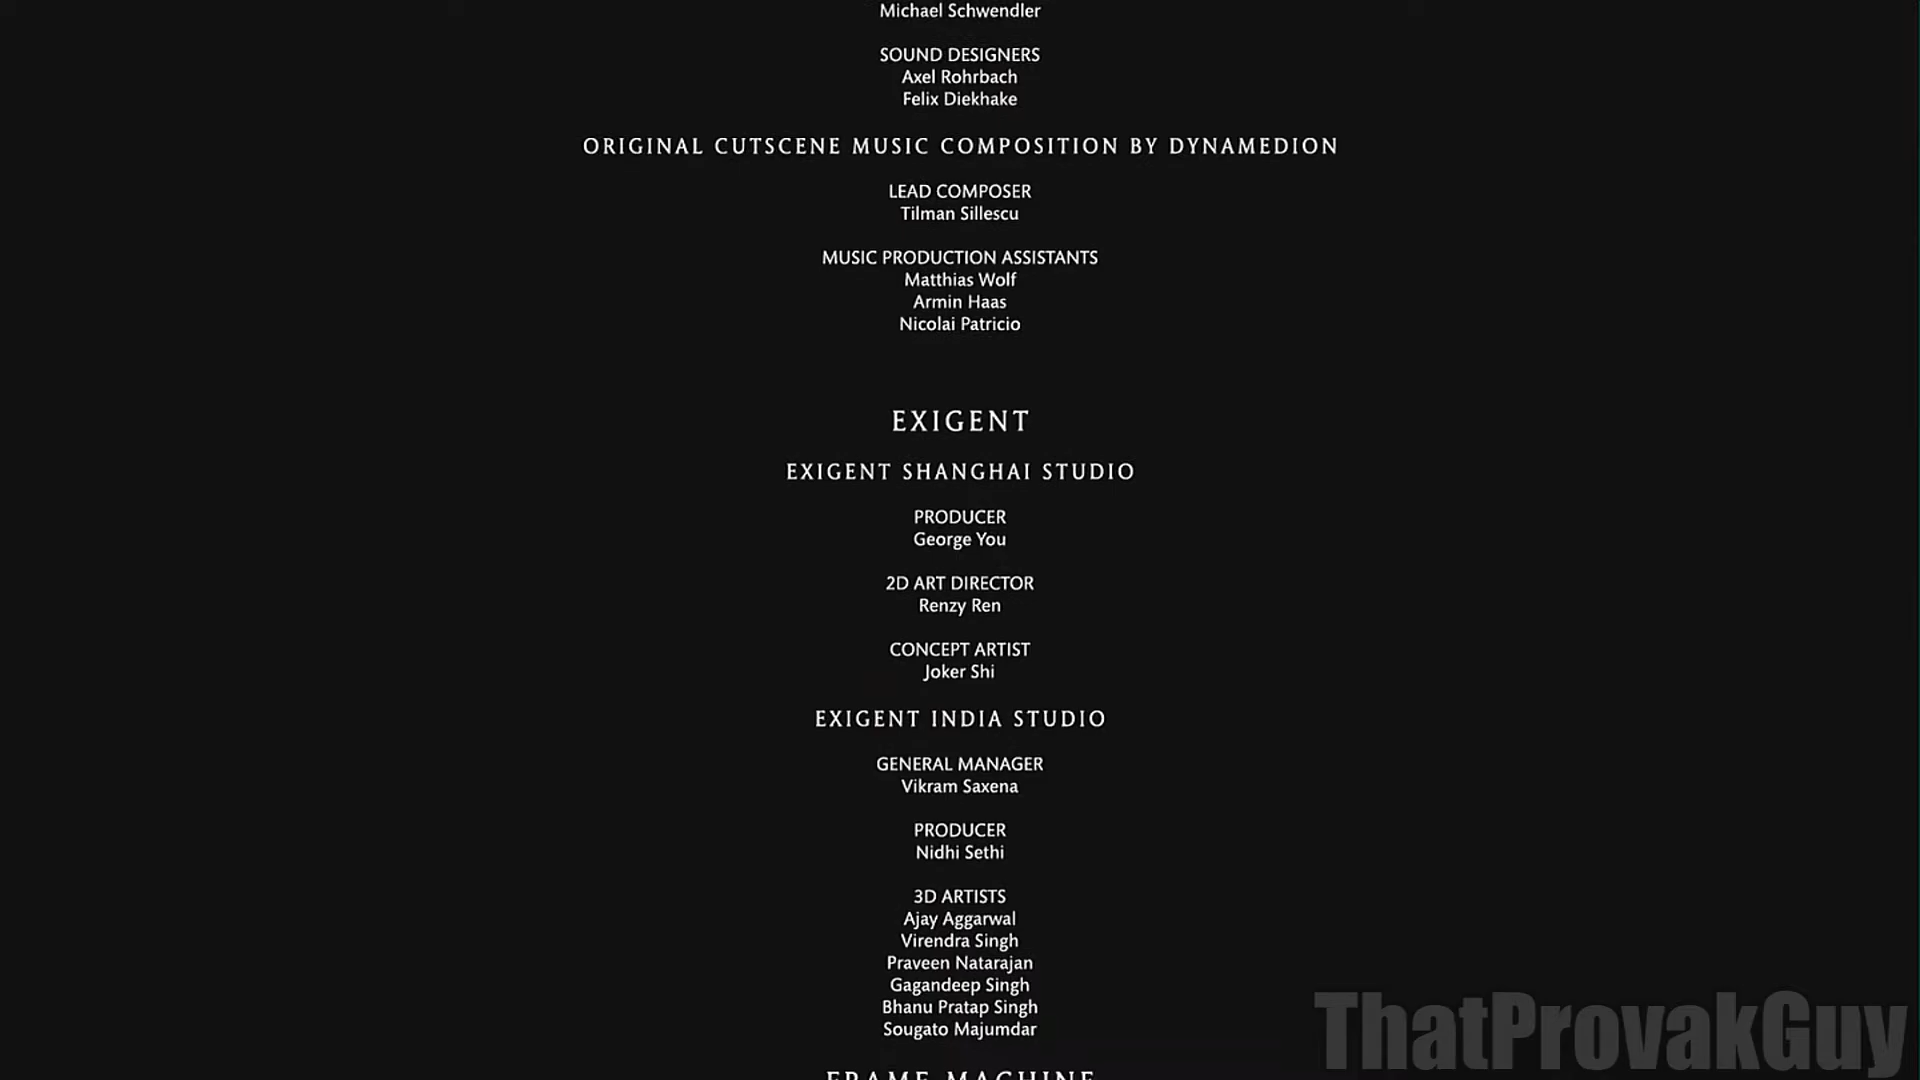 Michael Schwendler
SOUND DESIGNERS
Axel Rohrbach
Felix Diekhake
ORIGINAL CUTSCENE MUSIC COMPOSITION BY DYNAMEDION
LEAD COMPOSER
Tilman Sillescu
MUSIC PRODUCTION ASSISTANTS
Matthias Wolf
Armin Haas
Nicolai Patricio
EXIGENT
EXIGENT SHANGHAI STUDIO
PRODUCER
George You
2D ART DIRECTOR
Renzy Ren
CONCEPT ARTIST
Joker Shi
EXIGENT INDIA STUDIO
GENERAL MANAGER
Vikram Saxena
PRODUCER
Nidhi Sethi
3D ARTISTS
Ajay Aggarwal
Virendra Singh
Praveen Natarajan
Gagandeep Singh
Bhanu Pratap Singh
Sougato Majumdar
FRAME MACHINE
ThatProvakGuy